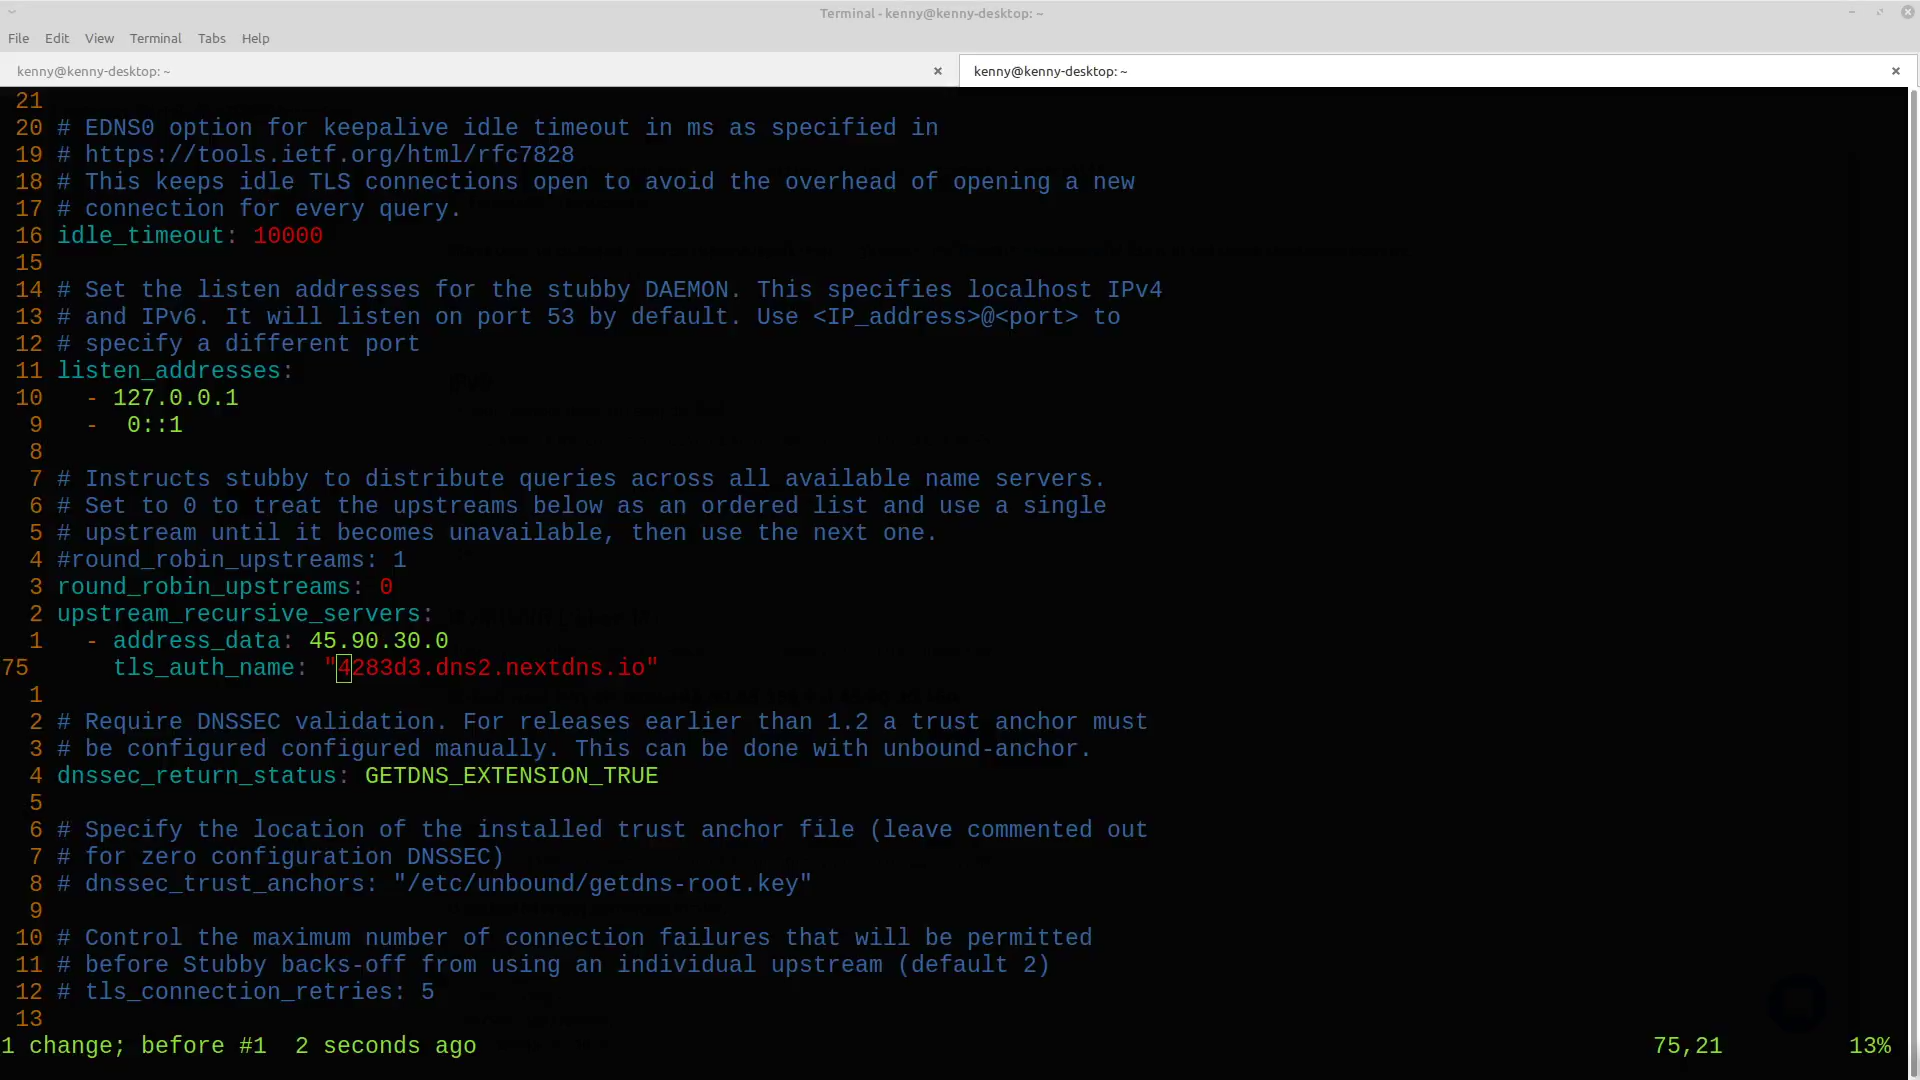 Terminal - kenny@kenny-desktop: ~
File Edit View Terminal Tabs Help
kenny@kenny-desktop: ~ × kenny@kenny-desktop: ~ ×
21
20 # EDNS0 option for keepalive idle timeout in ms as specified in
19 # https://tools.ietf.org/html/rfc7828
18 # This keeps idle TLS connections open to avoid the overhead of opening a new
17 # connection for every query.
16 idle_timeout: 10000
15
14 # Set the listen addresses for the stubby DAEMON. This specifies localhost IPv4
13 # and IPv6. It will listen on port 53 by default. Use <IP_address>@<port> to
12 # specify a different port
11 listen_addresses:
10   - 127.0.0.1
9   -  0::1
8
7 # Instructs stubby to distribute queries across all available name servers.
6 # Set to 0 to treat the upstreams below as an ordered list and use a single
5 # upstream until it becomes unavailable, then use the next one.
4 #round_robin_upstreams: 1
3 round_robin_upstreams: 0
2 upstream_recursive_servers:
1   - address_data: 45.90.30.0
75     tls_auth_name: "4283d3.dns2.nextdns.io"
1
2 # Require DNSSEC validation. For releases earlier than 1.2 a trust anchor must
3 # be configured configured manually. This can be done with unbound-anchor.
4 dnssec_return_status: GETDNS_EXTENSION_TRUE
5
6 # Specify the location of the installed trust anchor file (leave commented out
7 # for zero configuration DNSSEC)
8 # dnssec_trust_anchors: "/etc/unbound/getdns-root.key"
9
10 # Control the maximum number of connection failures that will be permitted
11 # before Stubby backs-off from using an individual upstream (default 2)
12 # tls_connection_retries: 5
13
1 change; before #1  2 seconds ago 75,21 13%